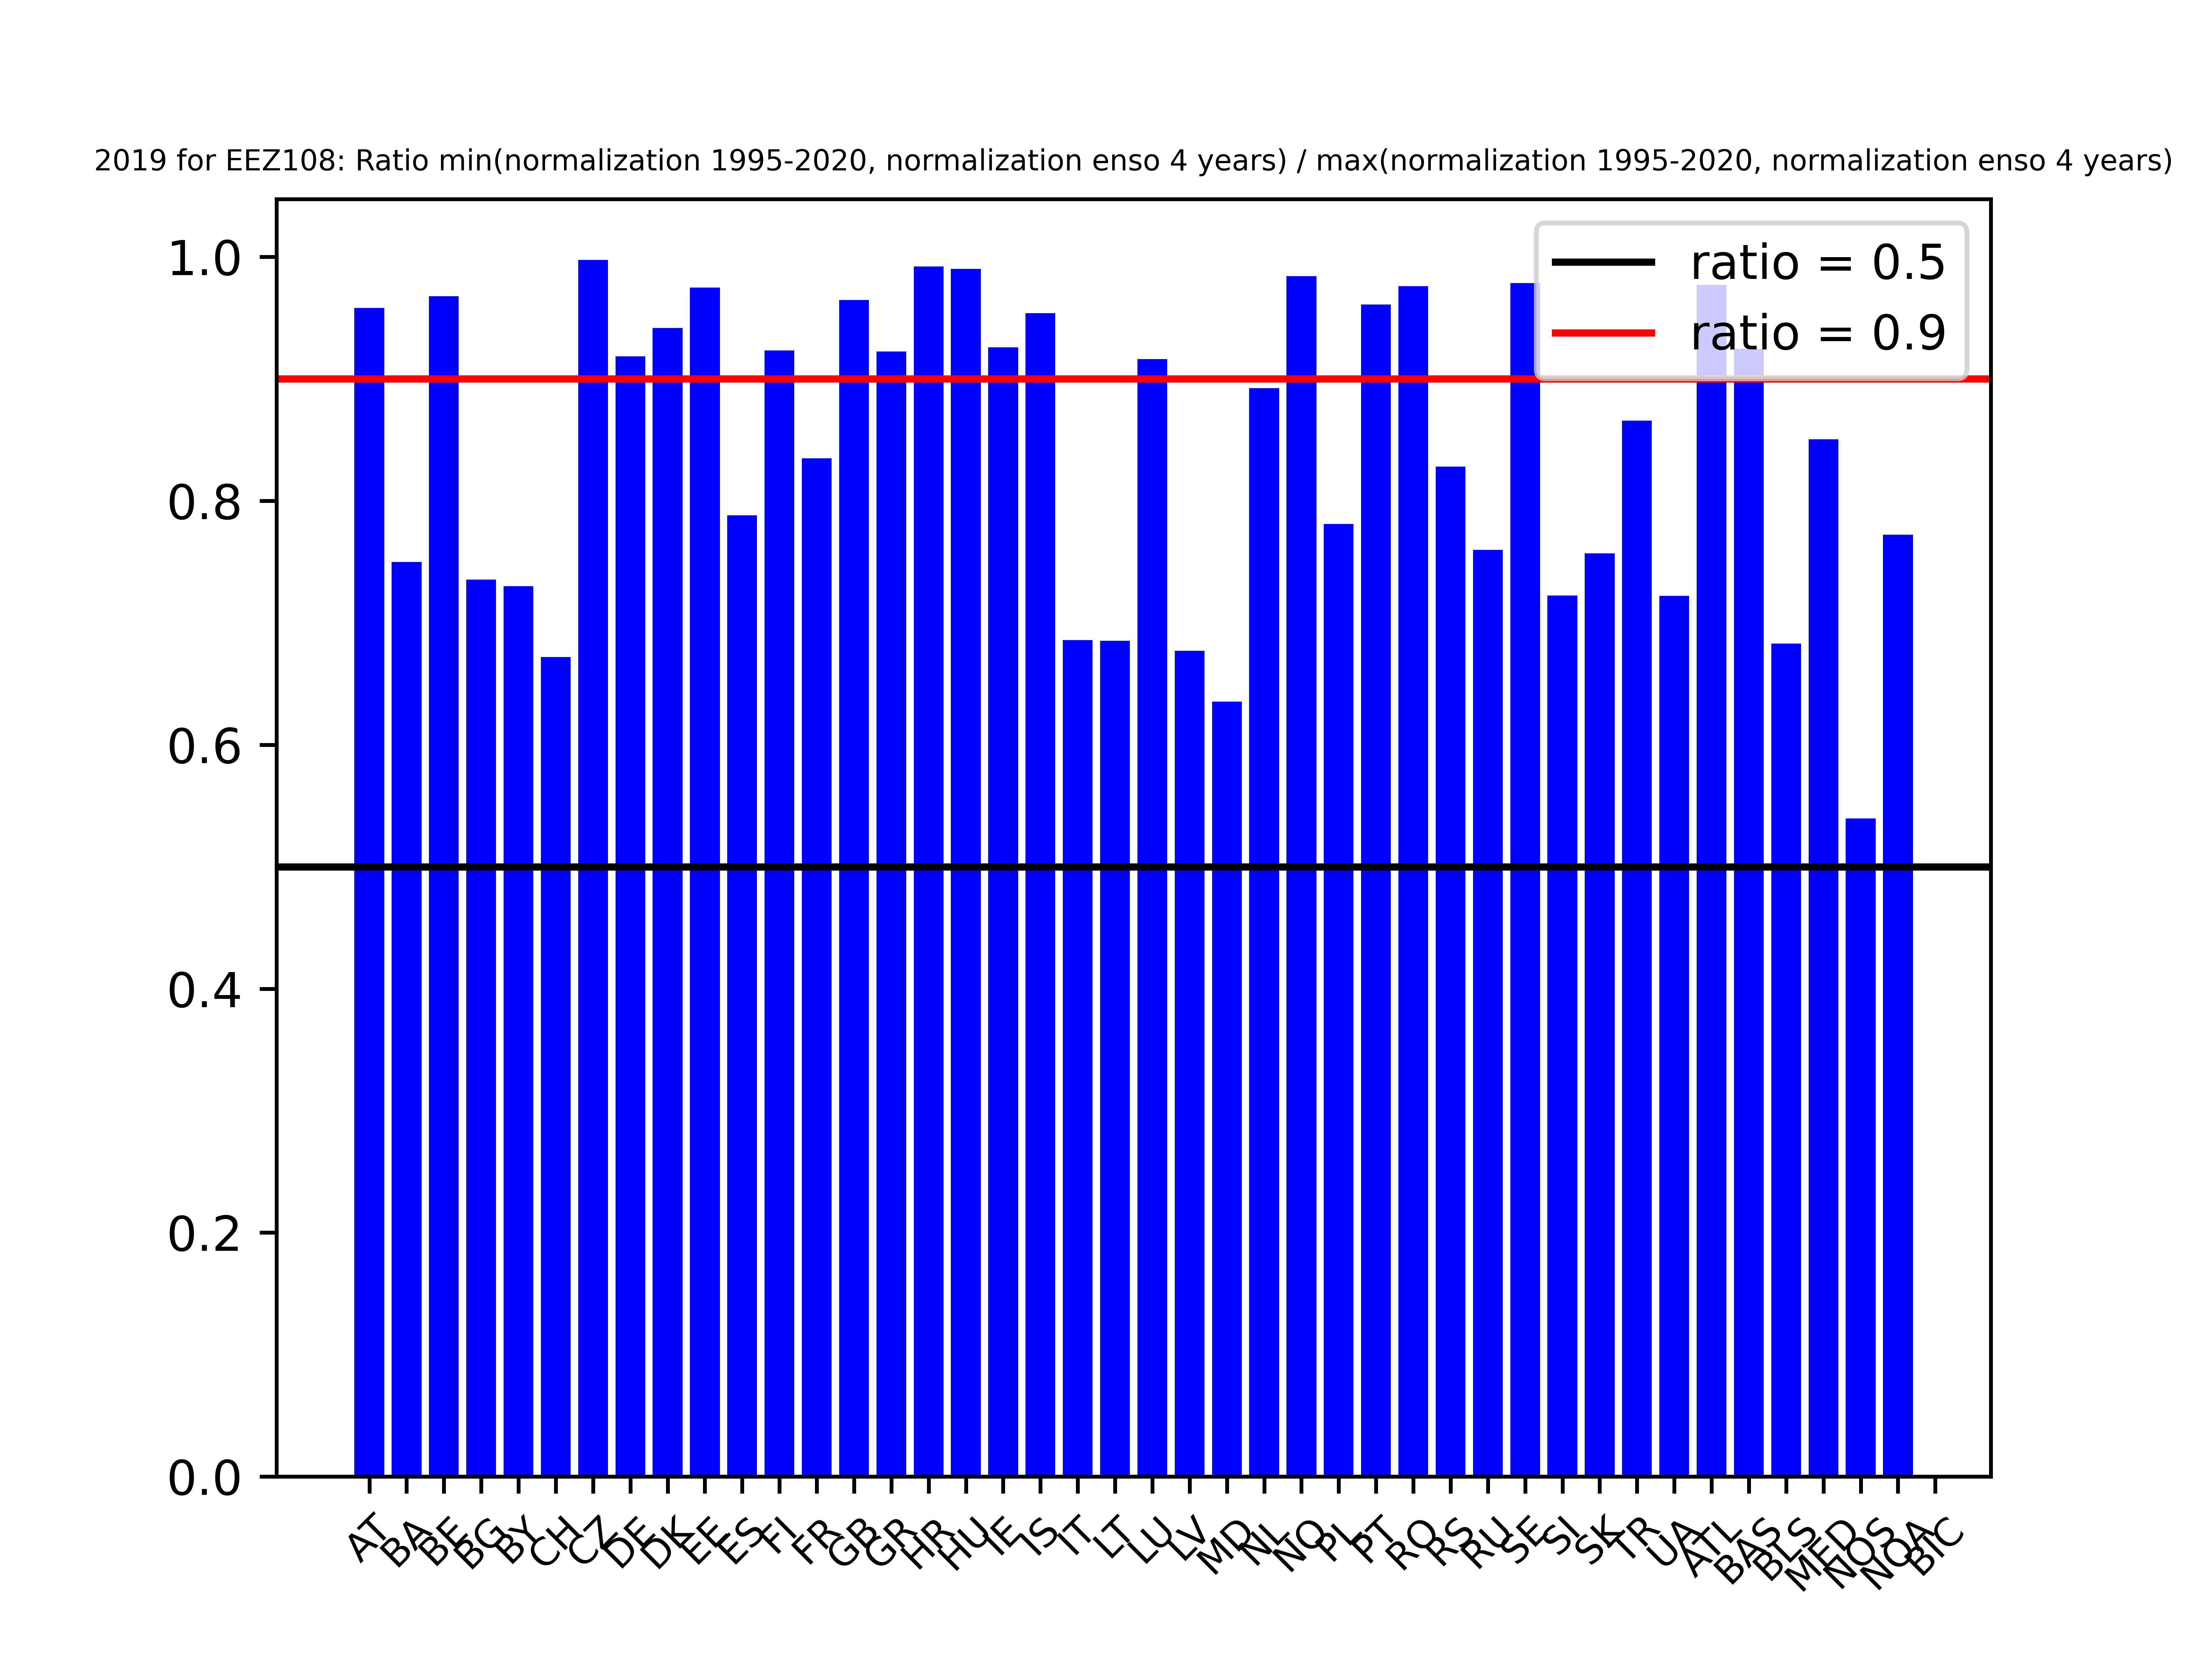 2019 for EEZ108: Ratio min(normalization 1995-2020, normalization enso 4 years) / max(normalization 1995-2020, normalization enso 4 years)
ratio = 0.5
ratio = 0.9
1.0
0.8
0.6
0.4
0.2
0.0
AT BA BE BG BY CH CZ DE DK EE ES FI FR GB GR HR HU IE IS IT LT LU LV MD NL NO PL PT RO RS RU SE SI SK TR UA ATL BAS BLS MED NOS NOA BIC